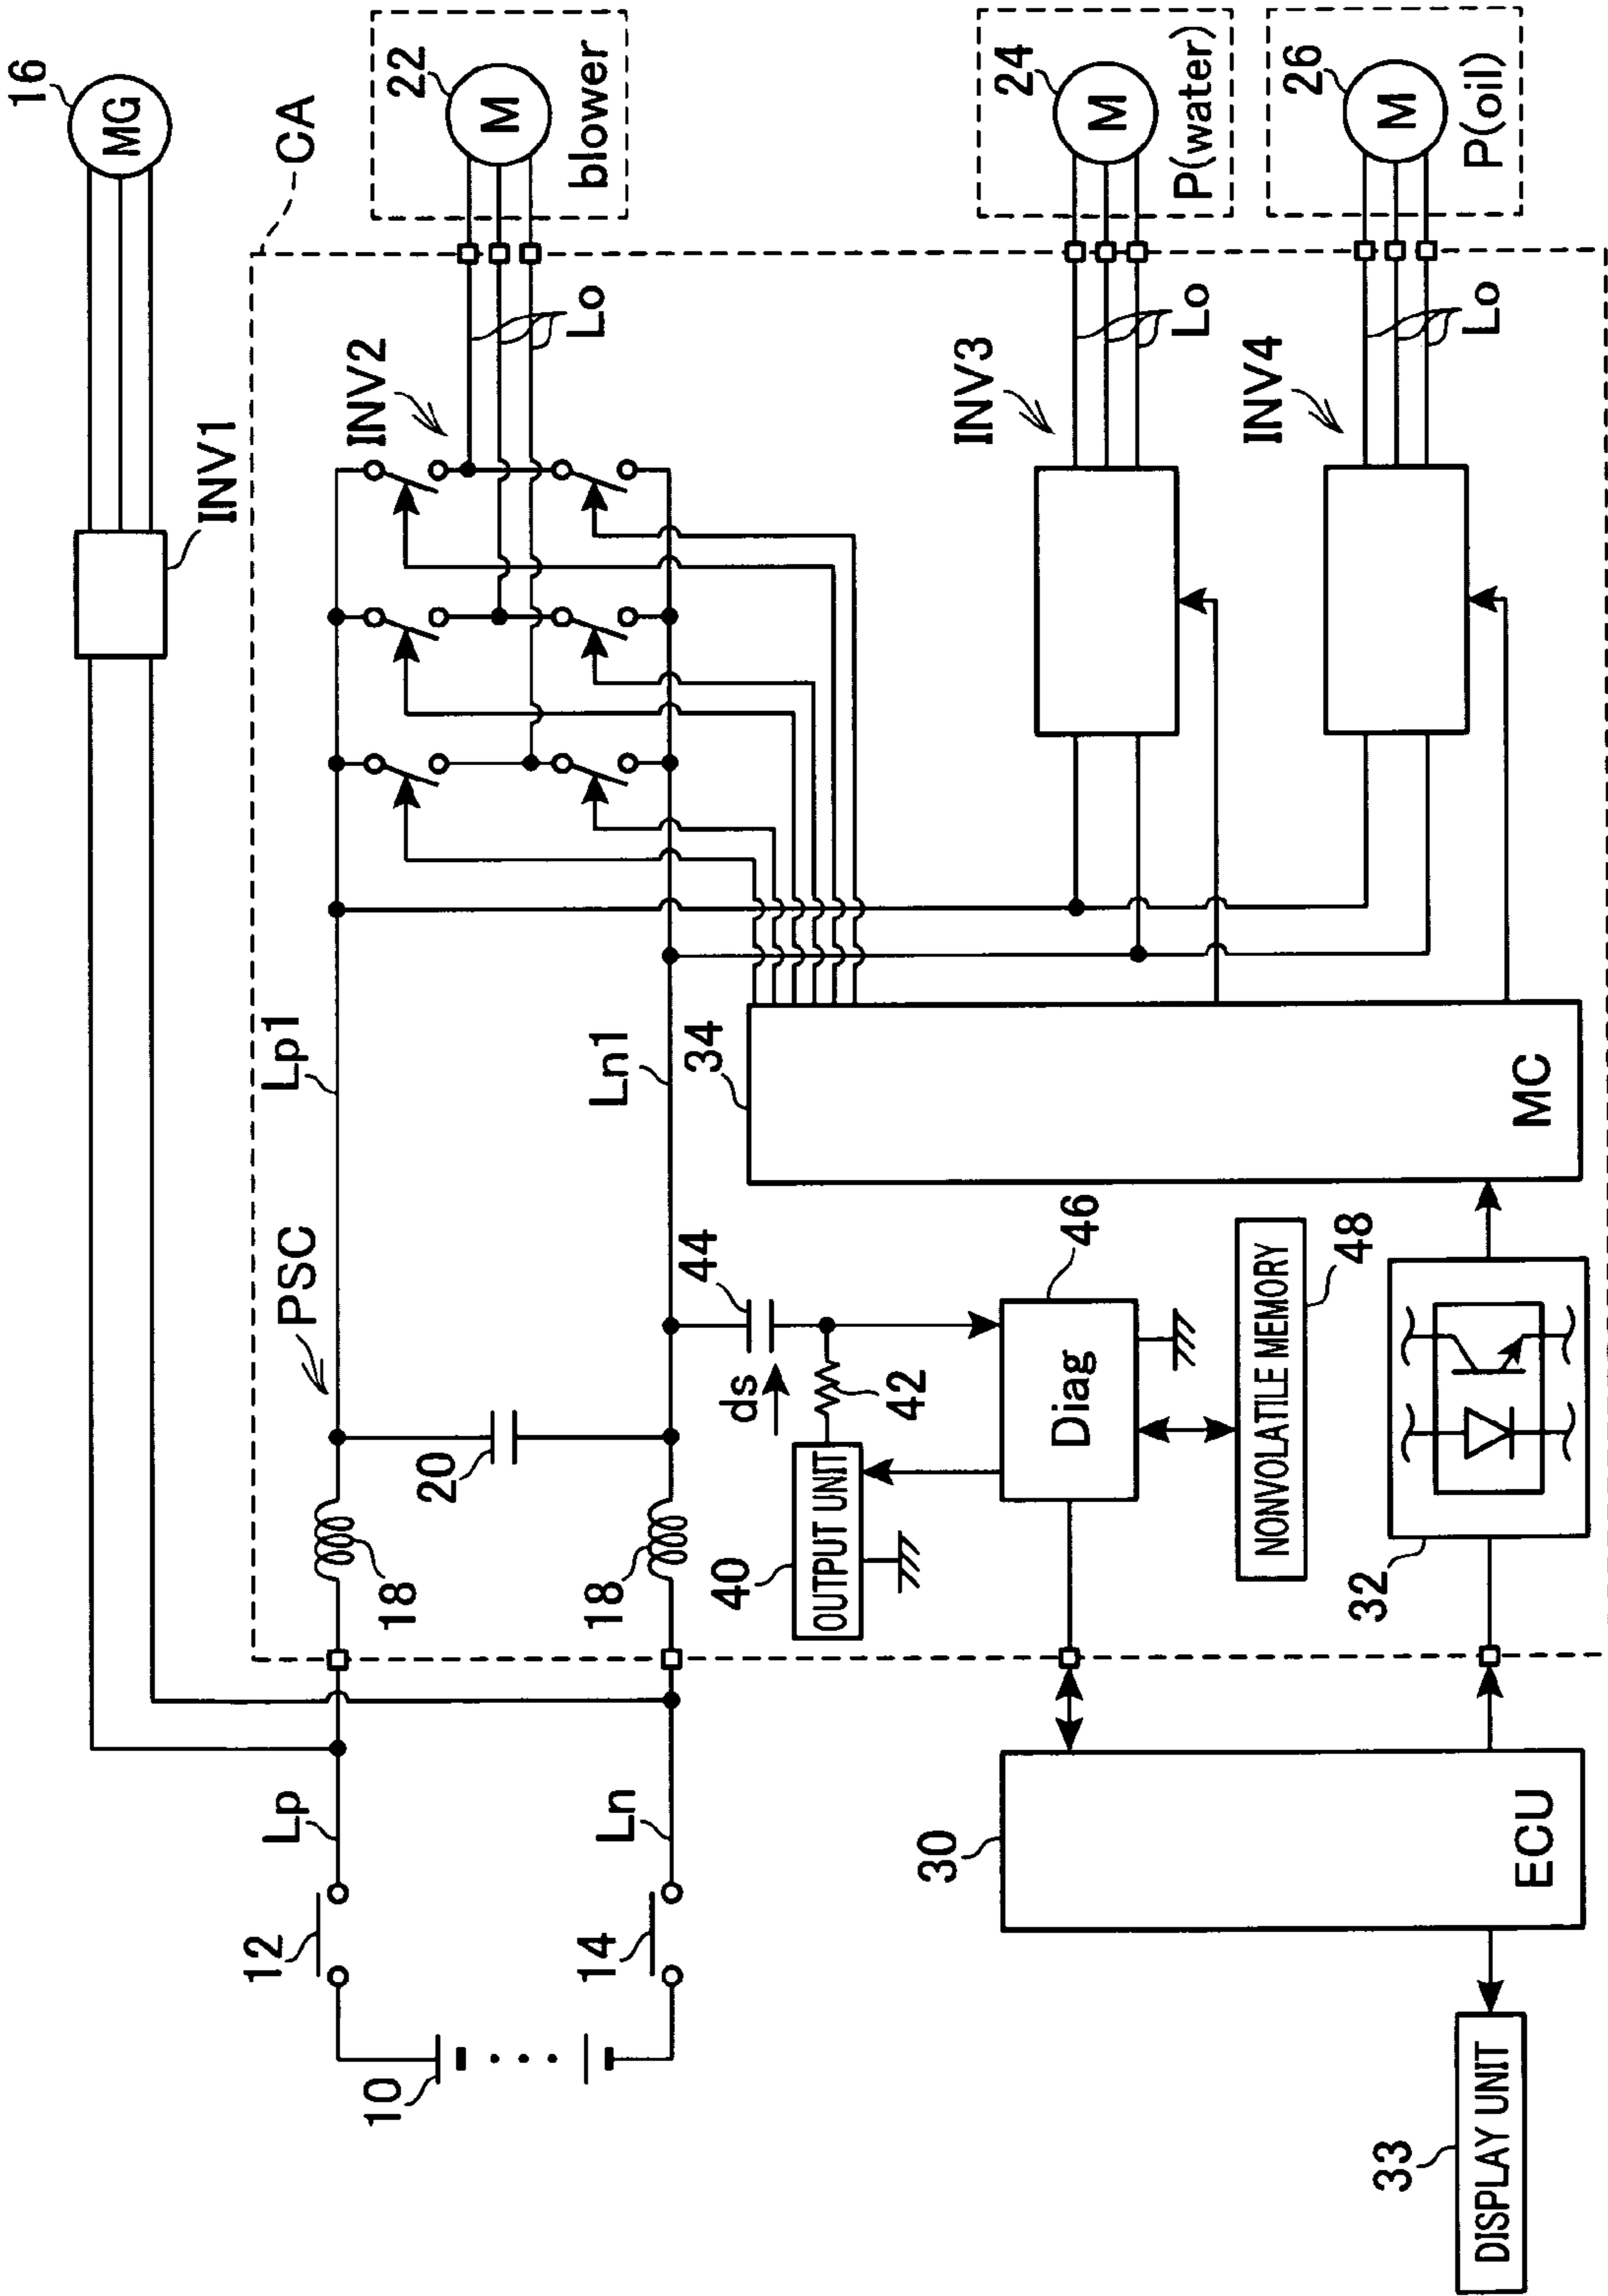 16
MG
INV1
CA
22
M
blower
24
M
P(water)
26
M
P(oil)
Lo
INV2
Lo
INV3
Lo
INV4
Lp1
Ln1
PSC
34
MC
18
20
18
44
ds
42
40
OUTPUT UNIT
46
Diag
48
NONVOLATILE MEMORY
32
Lp
Ln
12
14
10
30
ECU
33
DISPLAY UNIT